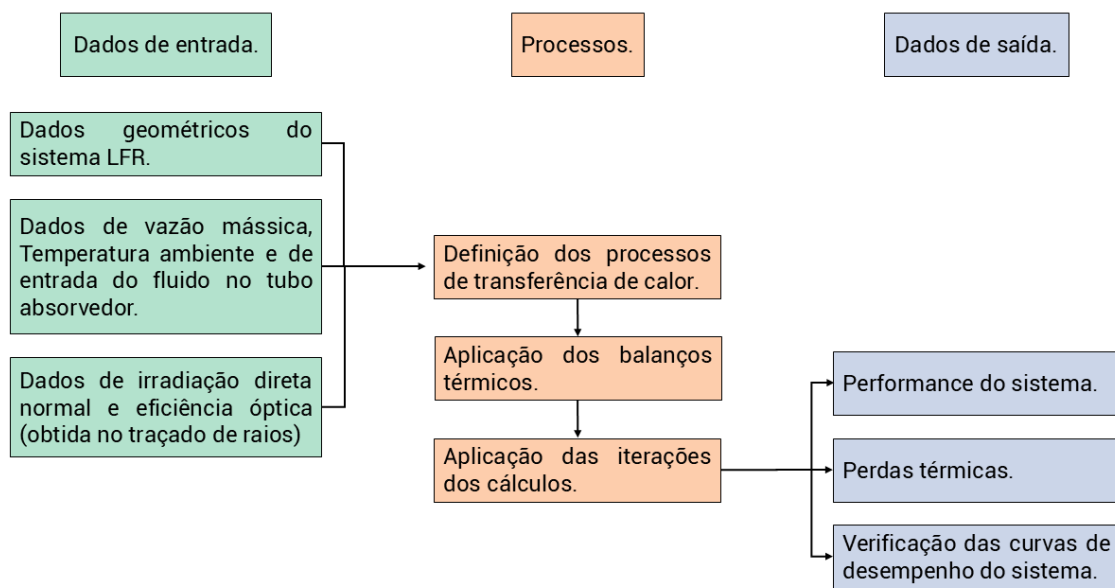 Dados de entrada.
Processos.
Dados de saída.
Dados geométricos do
sistema LFR.
Dados de vazão mássica,
Temperatura ambiente e de
entrada do fluido no tubo
absorvedor.
Dados de irradiação direta
normal e eficiência óptica
(obtida no traçado de raios)
Definição dos processos
de transferência de calor.
Aplicação dos balanços
térmicos.
Aplicação das iterações
dos cálculos.
Performance do sistema.
Perdas térmicas.
Verificação das curvas de
desempenho do sistema.